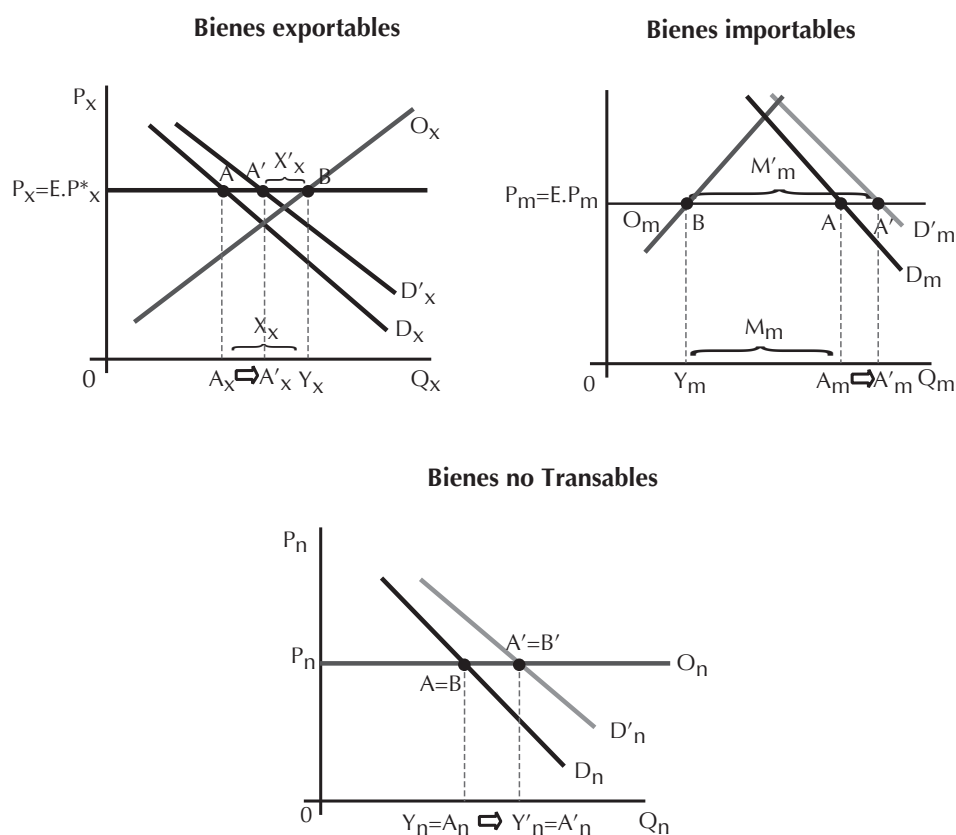 Bienes exportables
Px
Ox
A A' X'x B
Px=E.P*x
D'x
Dx
Xx
0 Ax ⇨ A'x Yx Qx
Bienes importables
M'm
Pm=E.Pm
Om B A A' D'm
Dm
Mm
0 Ym Am ⇨ A'm Qm
Bienes no Transables
Pn
A'=B'
Pn On
A=B
D'n
Dn
0 Yn=An ⇨ Y'n=A'n Qn